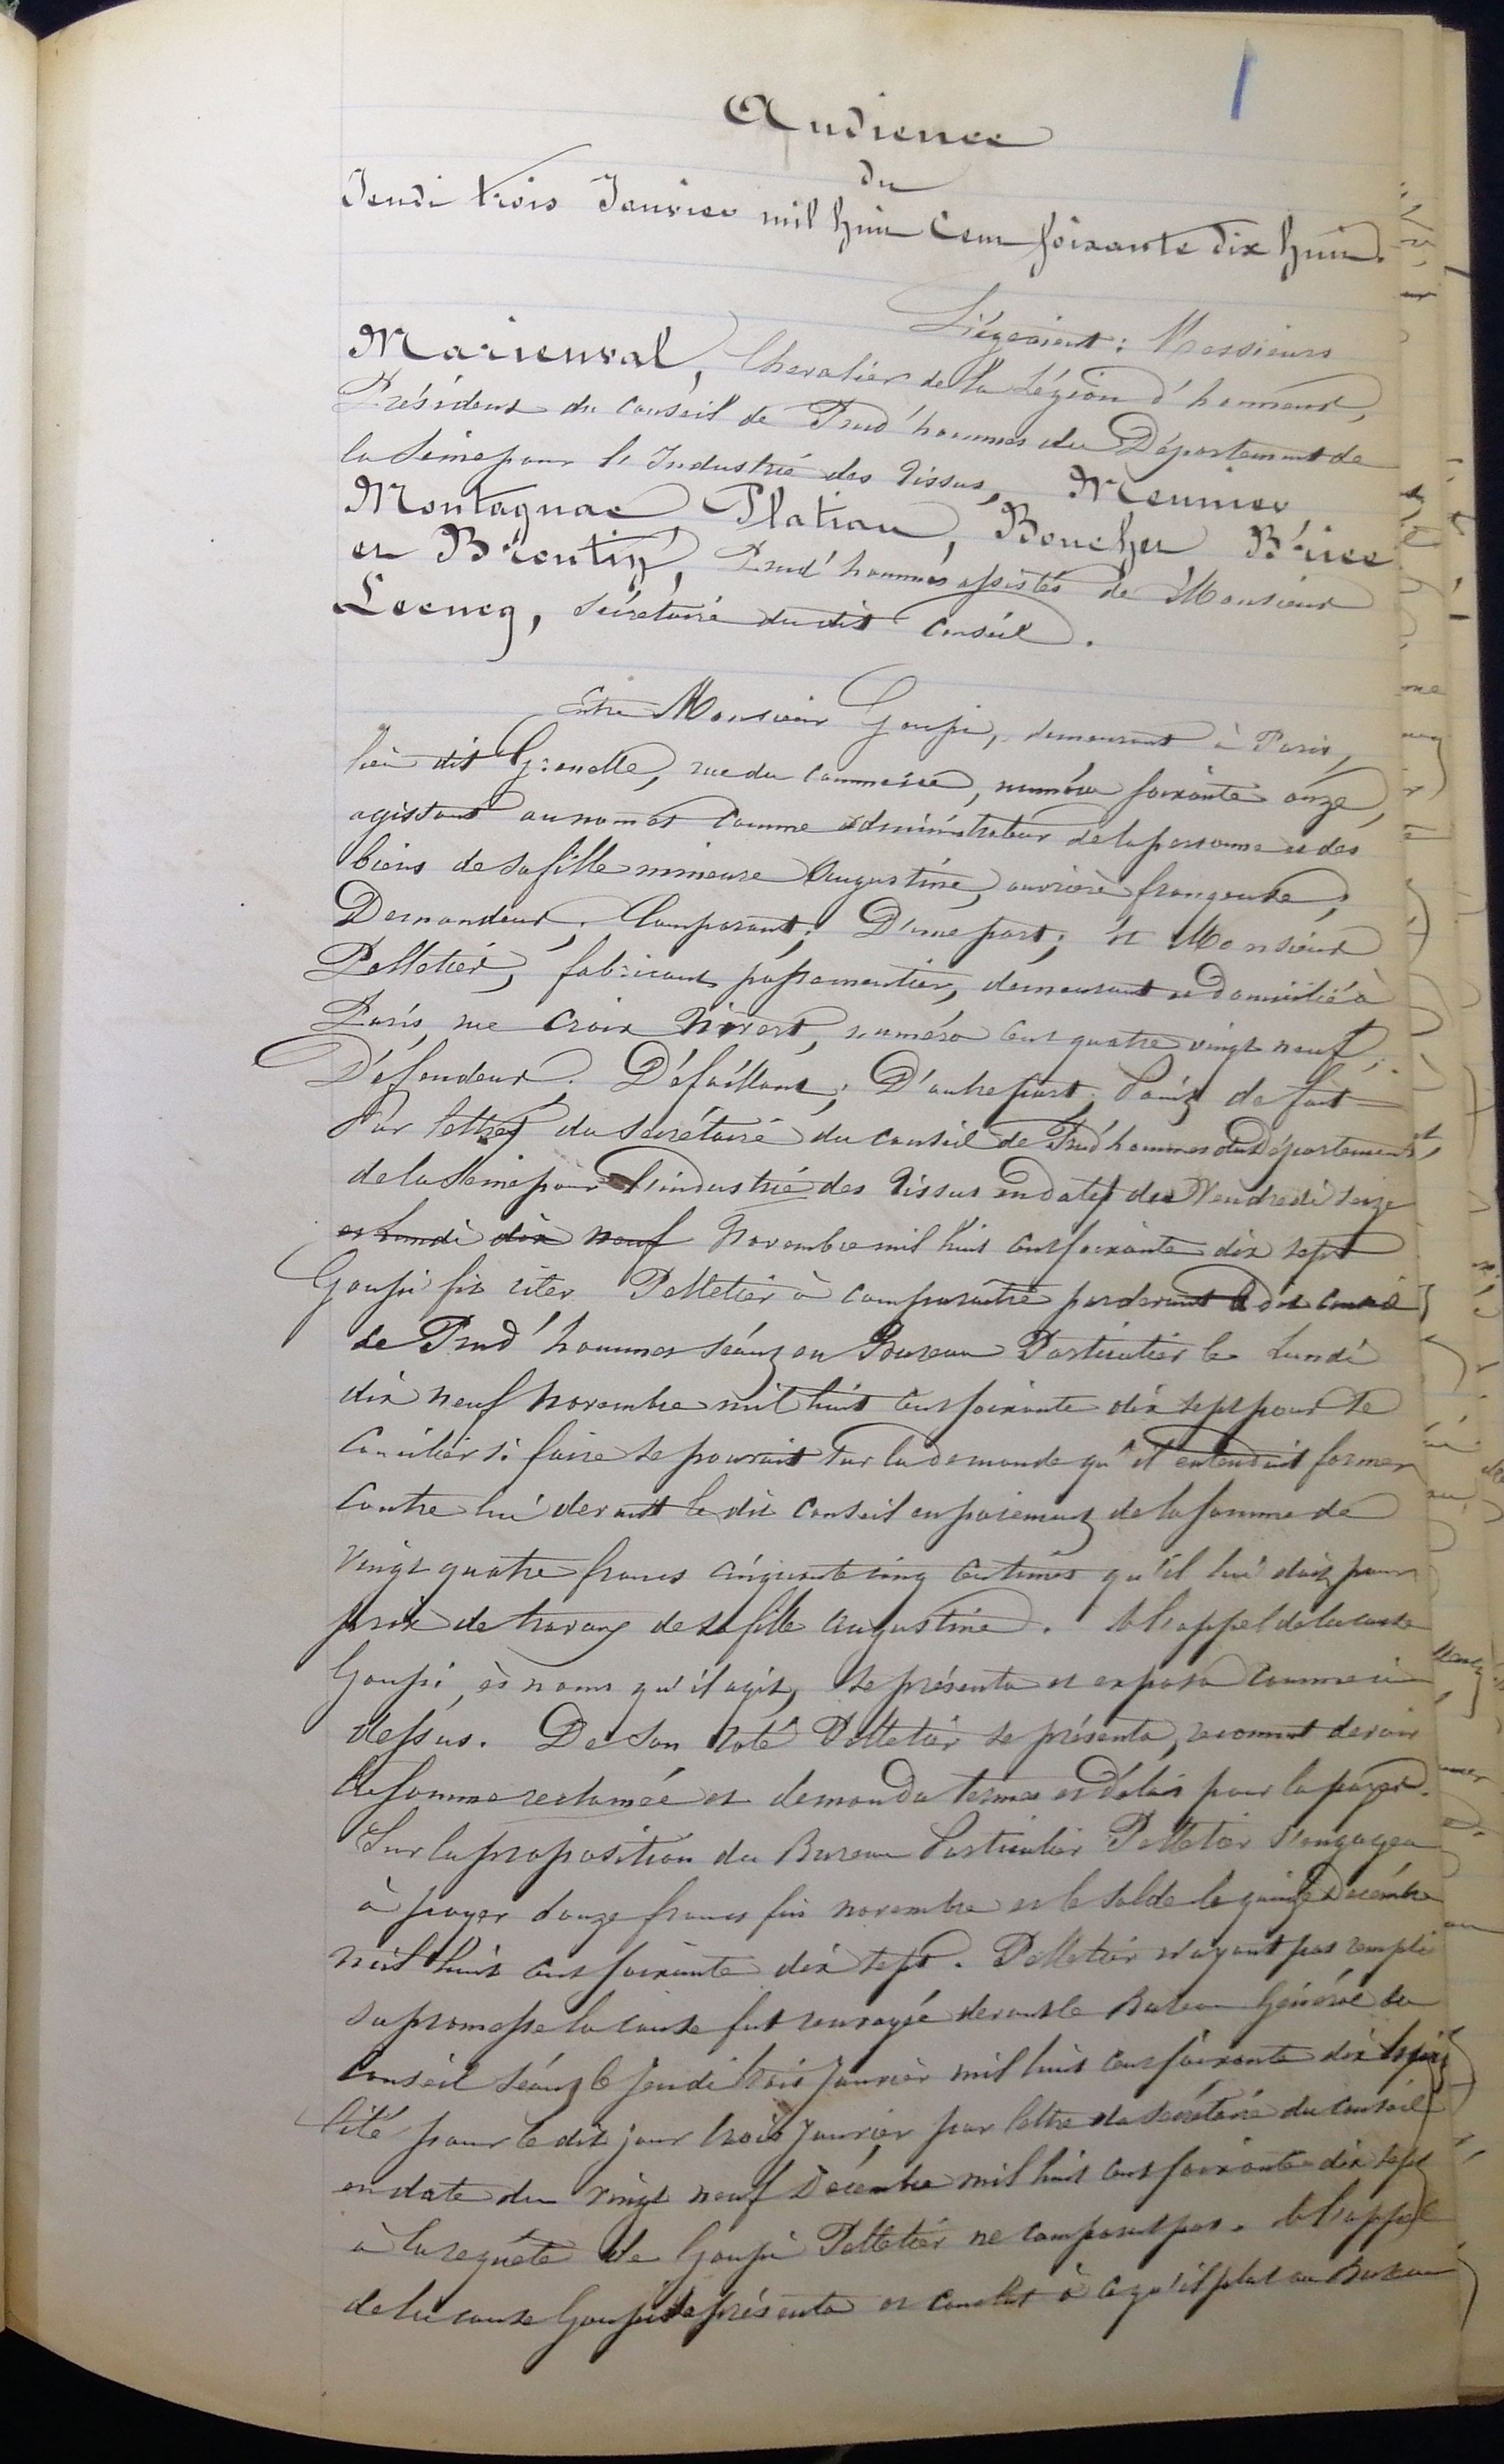 1
Audience
du
Jeudi trois Janvier mil huit cent soixante dix huit.
Siégeaient : Messieurs
Marienval, Chevalier de la Légion d'honneur,
Président du Conseil de Prud'hommes du Département de
la Seine pour l'Industrie des Tissus, Meunier
Montagnac Platiau, Boucher Brice
et Brentin, Prud'hommes assistés de Monsieur
Lecucq, Secrétaire dudit Conseil.
Entre Monsieur Goupi, demeurant à Paris,
lieu dit Grenelle, rue du Commerce, numéro soixante onze,
agissant au nom et comme administrateur de la personne et des
biens de sa fille mineure Augustine, ouvrière frangeuse,
Demandeur, Comparant ; D'une part ; Et Monsieur
Pelletier, fabricant passementier, demeurant et domicilié à
Paris, rue Croix Nivert, numéro cent quatre vingt neuf ;
Défendeur. Défaillant ; D'autre part ; Point de fait
Par lettres du Secrétaire du Conseil de Prud'hommes du Département
de la Seine pour l'industrie des Tissus en dates du Vendredi seize
et Lundi dix neuf Novembre mil huit cent soixante dix sept
Goupi fit citer Pelletier à comparaître par devant le dit Conseil
de Prud'hommes séant en Bureau Particulier le Lundi
dix neuf Novembre mil huit cent soixante dix sept pour se
concilier si faire se pouvait sur la demande qu'il entendait former
contre lui devant le dit Conseil en paiement de la somme de
vingt quatre francs cinquante cinq centimes qu'il lui doit pour
prix de travaux de sa fille Augustine. A l'appel de la cause
Goupi, ès noms qu'il agit, se présenta et exposa comme ci
dessus. De son côté Pelletier se présenta, reconnut devoir
la somme réclamée et demanda termes et délais pour la payer.
Sur la proposition du Bureau Particulier Pelletier s'engagea
à payer douze francs fin novembre et le solde le quinze Décembre
mil huit cent soixante dix sept. Pelletier n'ayant pas rempli
sa promesse la cause fut renvoyée devant le Bureau Général du
Conseil séant le Jeudi trois Janvier mil huit cent soixante dix
Cité pour le dit jour trois Janvier par lettre du secrétaire du Conseil
en date du vingt neuf Décembre mil huit cent soixante dix sept
à la requête de Goupi Pelletier ne comparut pas. A l'appel
de la cause Goupi se présenta et conclut à ce qu'il plut au Bureau